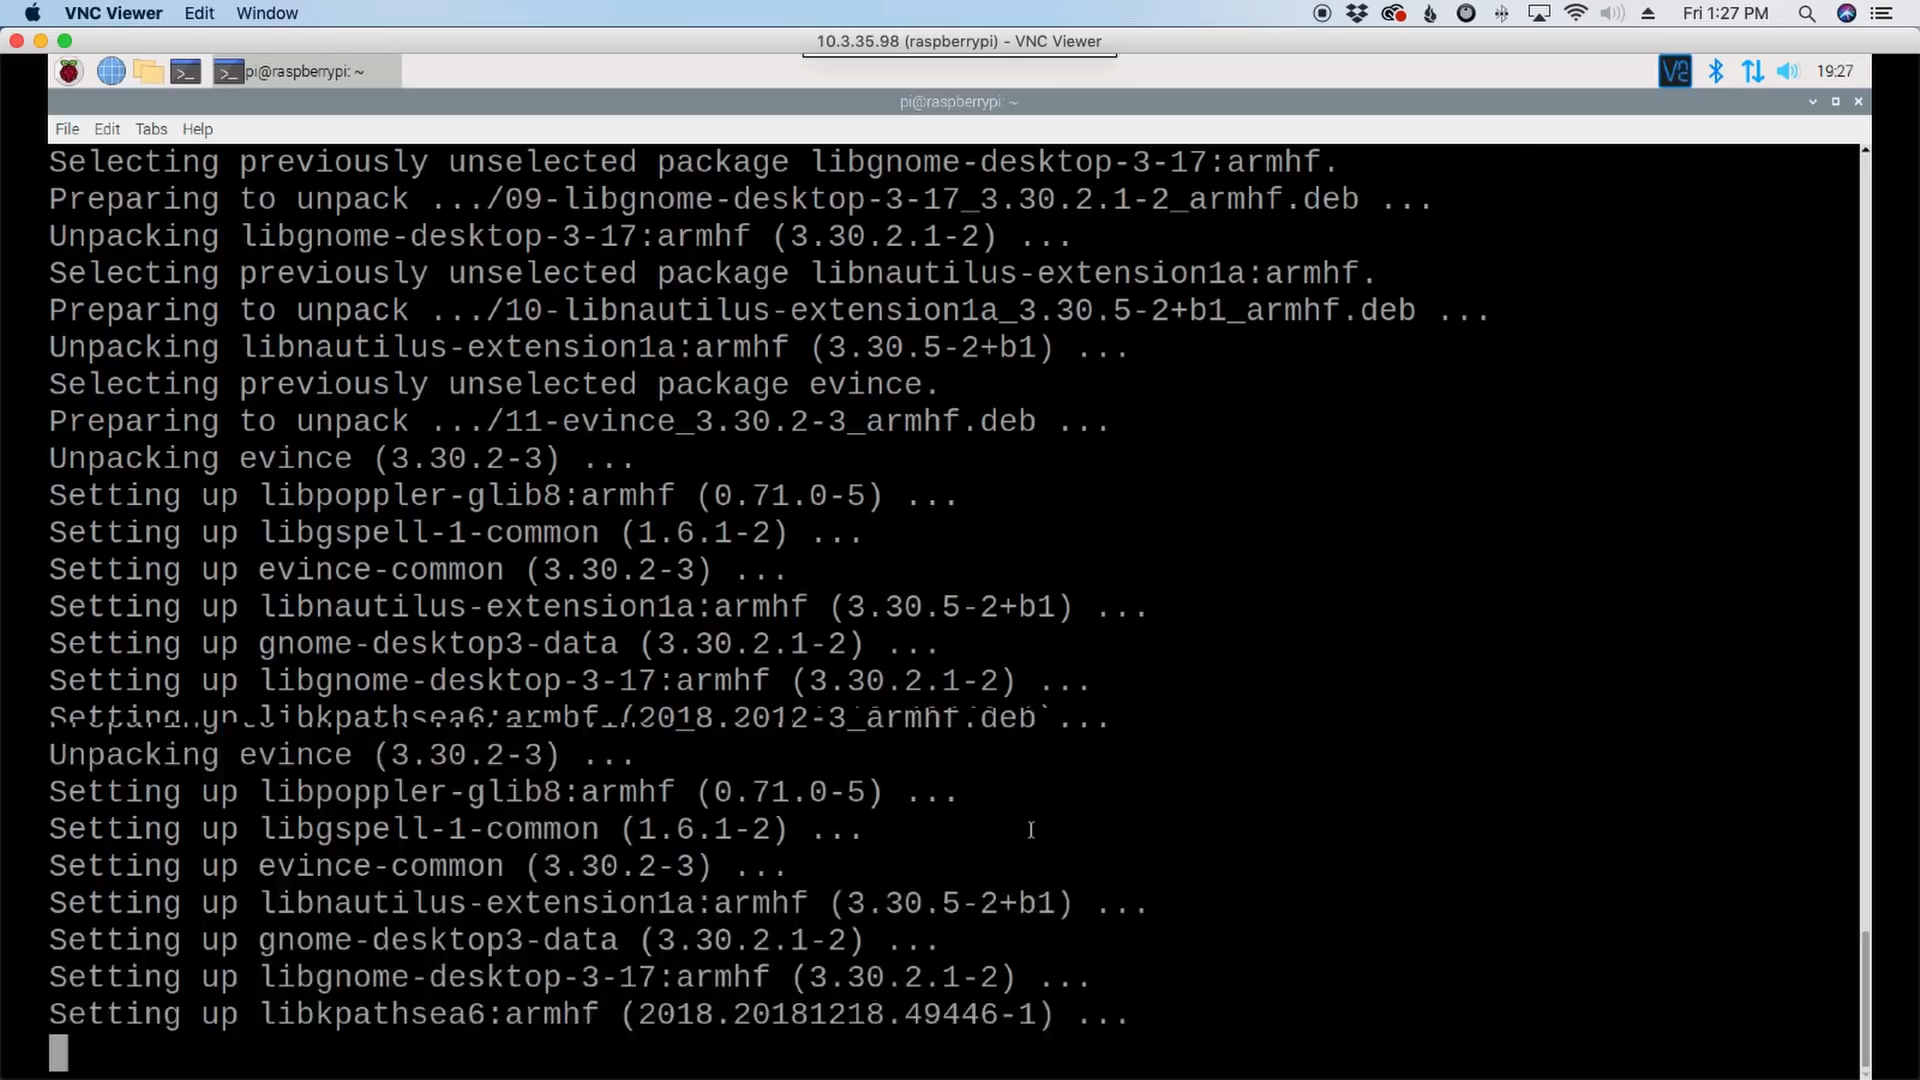 VNC Viewer Edit Window Fri 1:27 PM
10.3.35.98 (raspberrypi) - VNC Viewer
pi@raspberrypi: ~ 19:27
pi@raspberrypi: ~
File Edit Tabs Help
Selecting previously unselected package libgnome-desktop-3-17:armhf.
Preparing to unpack .../09-libgnome-desktop-3-17_3.30.2.1-2_armhf.deb ...
Unpacking libgnome-desktop-3-17:armhf (3.30.2.1-2) ...
Selecting previously unselected package libnautilus-extension1a:armhf.
Preparing to unpack .../10-libnautilus-extension1a_3.30.5-2+b1_armhf.deb ...
Unpacking libnautilus-extension1a:armhf (3.30.5-2+b1) ...
Selecting previously unselected package evince.
Preparing to unpack .../11-evince_3.30.2-3_armhf.deb ...
Unpacking evince (3.30.2-3) ...
Setting up libpoppler-glib8:armhf (0.71.0-5) ...
Setting up libgspell-1-common (1.6.1-2) ...
Setting up evince-common (3.30.2-3) ...
Setting up libnautilus-extension1a:armhf (3.30.5-2+b1) ...
Setting up gnome-desktop3-data (3.30.2.1-2) ...
Setting up libgnome-desktop-3-17:armhf (3.30.2.1-2) ...
Setting up libkpathsea6:armhf (2018.2012-3_armhf.deb ...
Unpacking evince (3.30.2-3) ...
Setting up libpoppler-glib8:armhf (0.71.0-5) ...
Setting up libgspell-1-common (1.6.1-2) ...
Setting up evince-common (3.30.2-3) ...
Setting up libnautilus-extension1a:armhf (3.30.5-2+b1) ...
Setting up gnome-desktop3-data (3.30.2.1-2) ...
Setting up libgnome-desktop-3-17:armhf (3.30.2.1-2) ...
Setting up libkpathsea6:armhf (2018.20181218.49446-1) ...